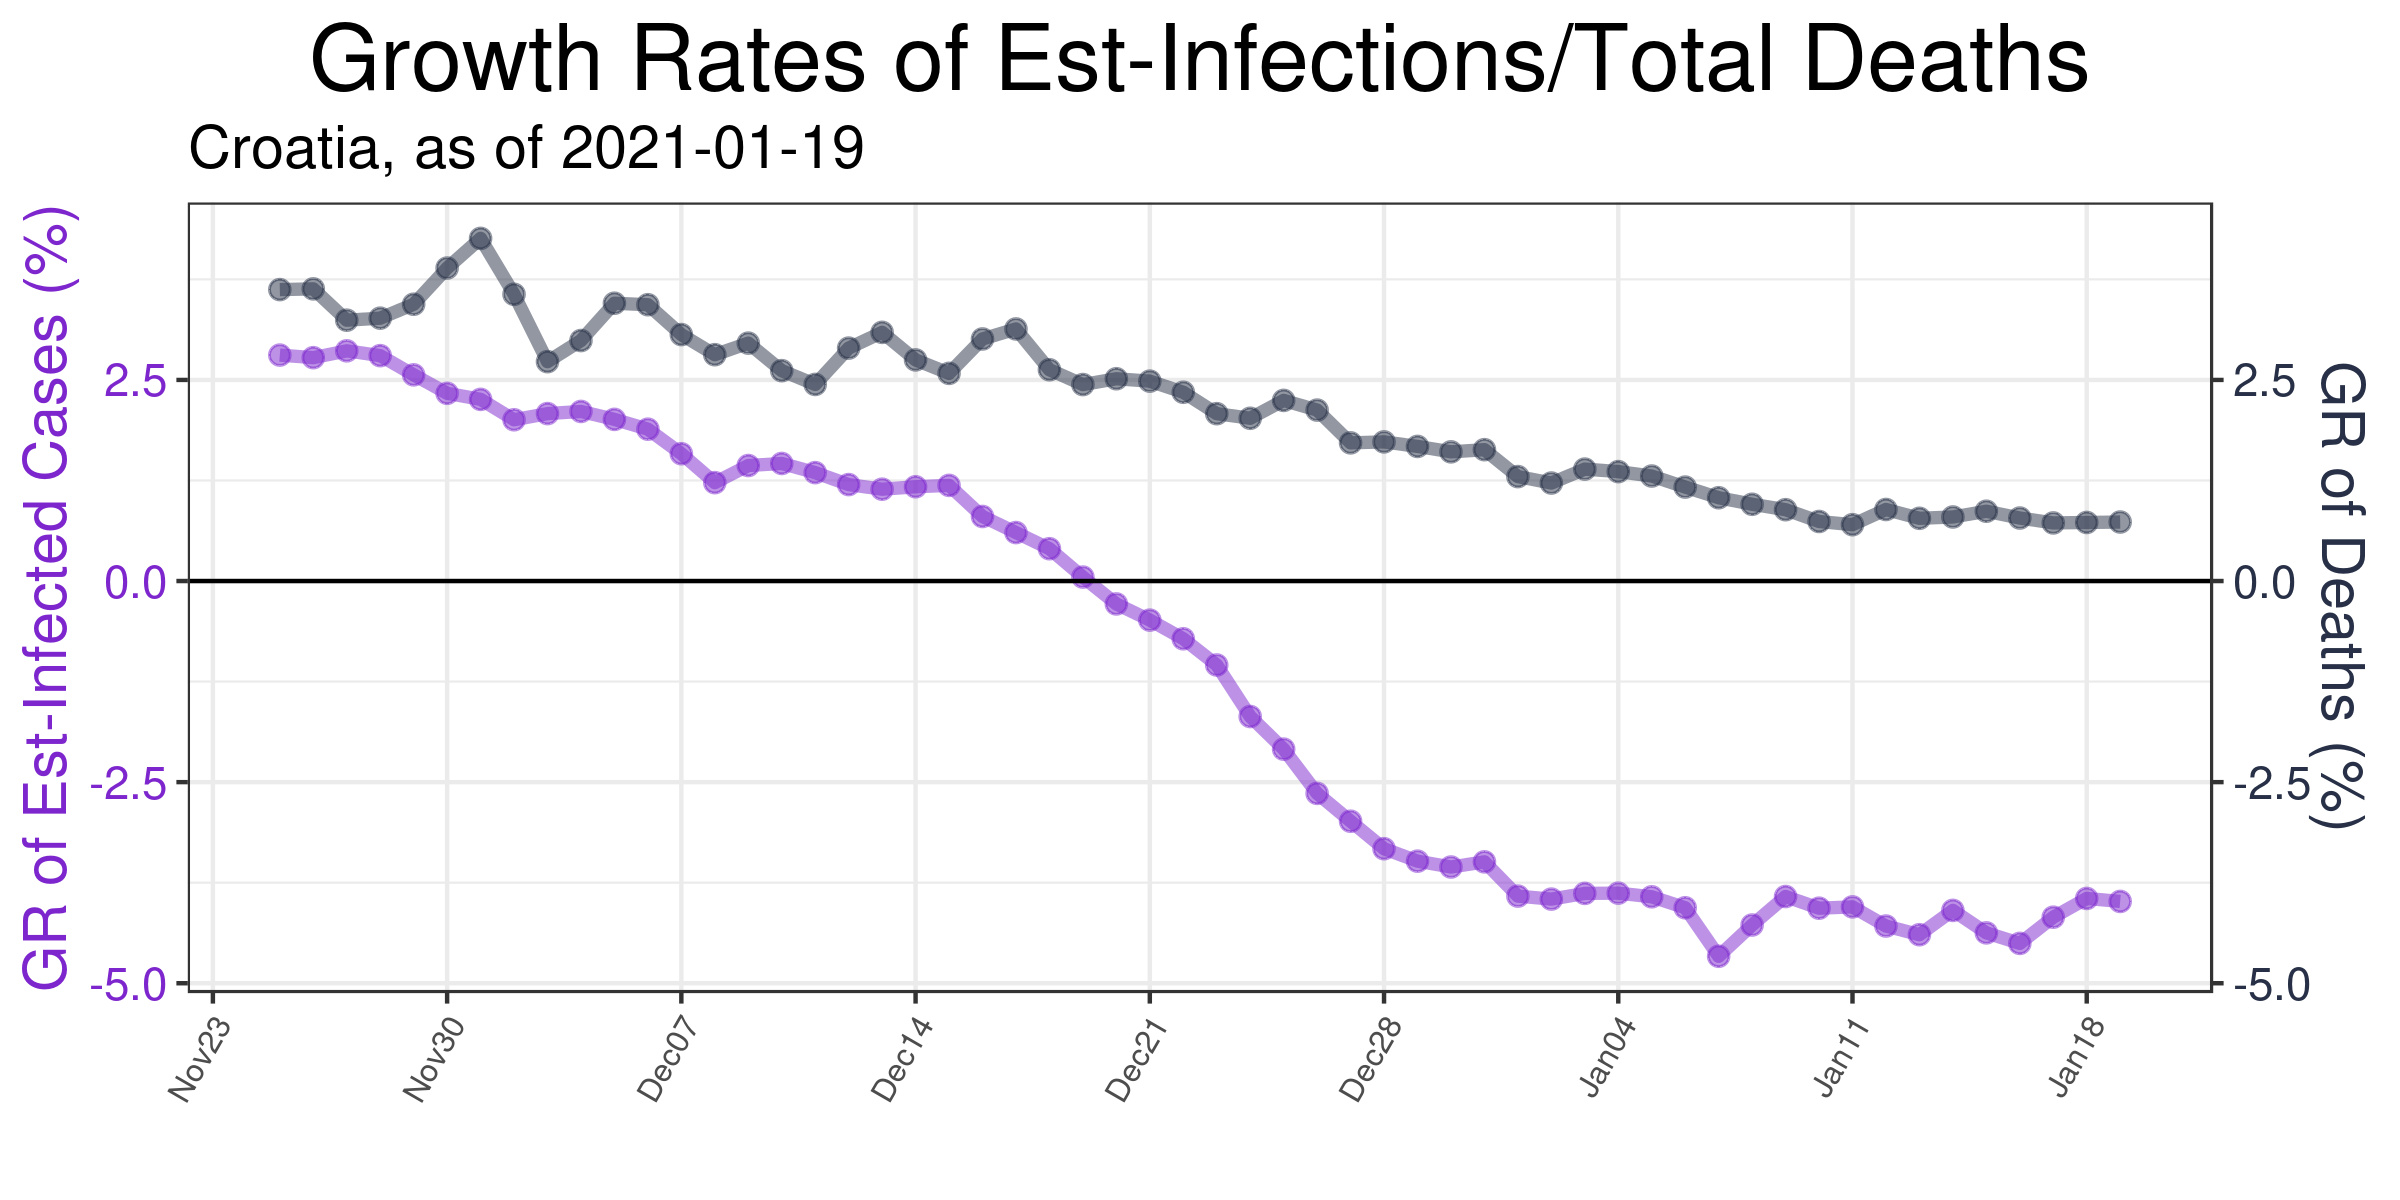 Growth Rates of Est-Infections/Total Deaths
Croatia, as of 2021-01-19
GR of Est-Infected Cases (%)
2.5
0.0
-2.5
-5.0
2.5
0.0
-2.5
-5.0
GR of Deaths (%)
Nov23
Nov30
Dec07
Dec14
Dec21
Dec28
Jan04
Jan11
Jan18